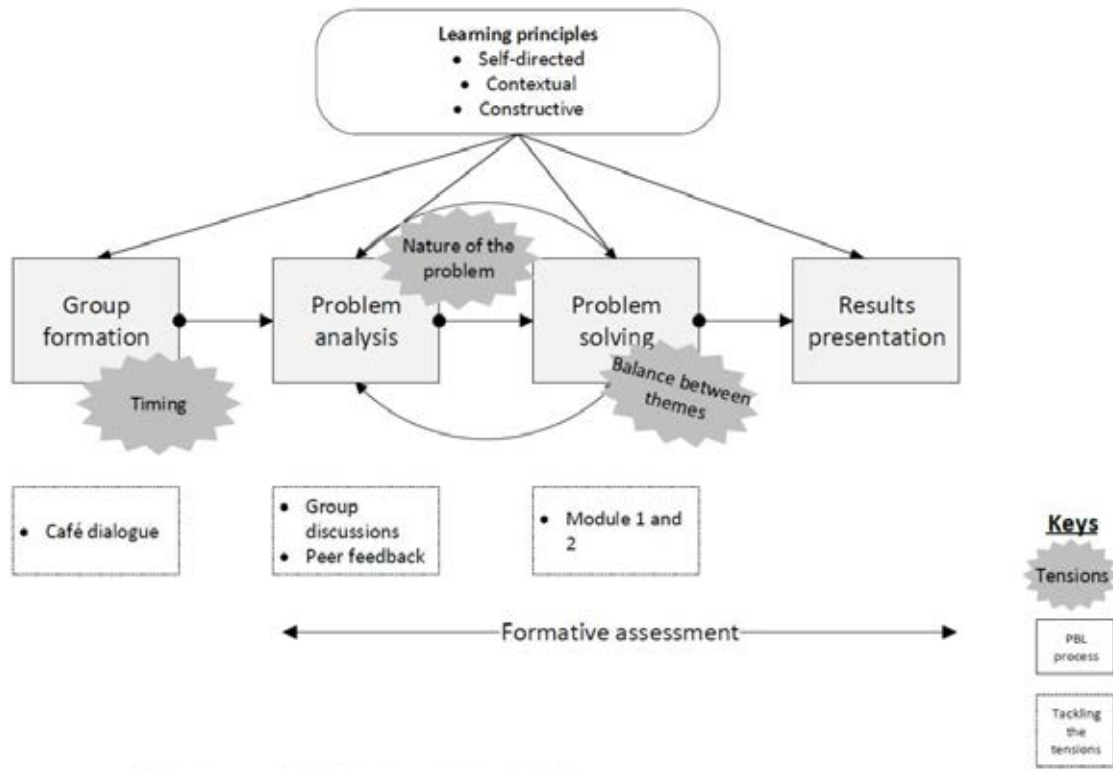 Learning principles
• Self-directed
• Contextual
• Constructive
Nature of the
problem
Group
formation
Problem
analysis
Problem
solving
Results
presentation
Timing
Balance between
themes
• Café dialogue
• Group
discussions
• Peer feedback
• Module 1 and
2
Formative assessment
Keys
Tensions
PBL
process
Tackling
the
tensions